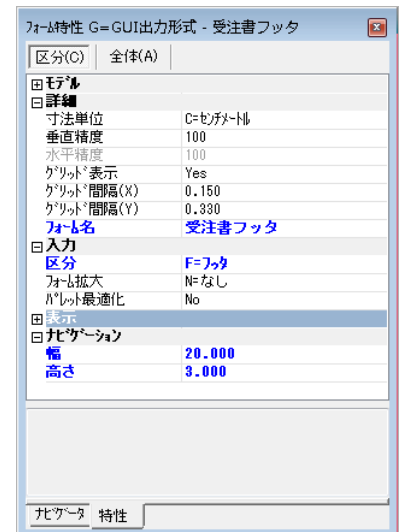 ﾌｫｰﾑ特性 G=GUI出力形式 - 受注書フッタ
区分(C) 全体(A)
ﾓﾃﾞﾙ
詳細
寸法単位 C=ｾﾝﾁﾒｰﾄﾙ
垂直精度 100
水平精度 100
ｸﾞﾘｯﾄﾞ表示 Yes
ｸﾞﾘｯﾄﾞ間隔(X) 0.150
ｸﾞﾘｯﾄﾞ間隔(Y) 0.330
ﾌｫｰﾑ名 受注書フッタ
入力
区分 F=ﾌｯﾀ
ﾌｫｰﾑ拡大 N=なし
ﾊﾟﾚｯﾄ最適化 No
表示
ﾅﾋﾞｹﾞｰｼｮﾝ
幅 20.000
高さ 3.000
ﾅﾋﾞｹﾞｰﾀ 特性